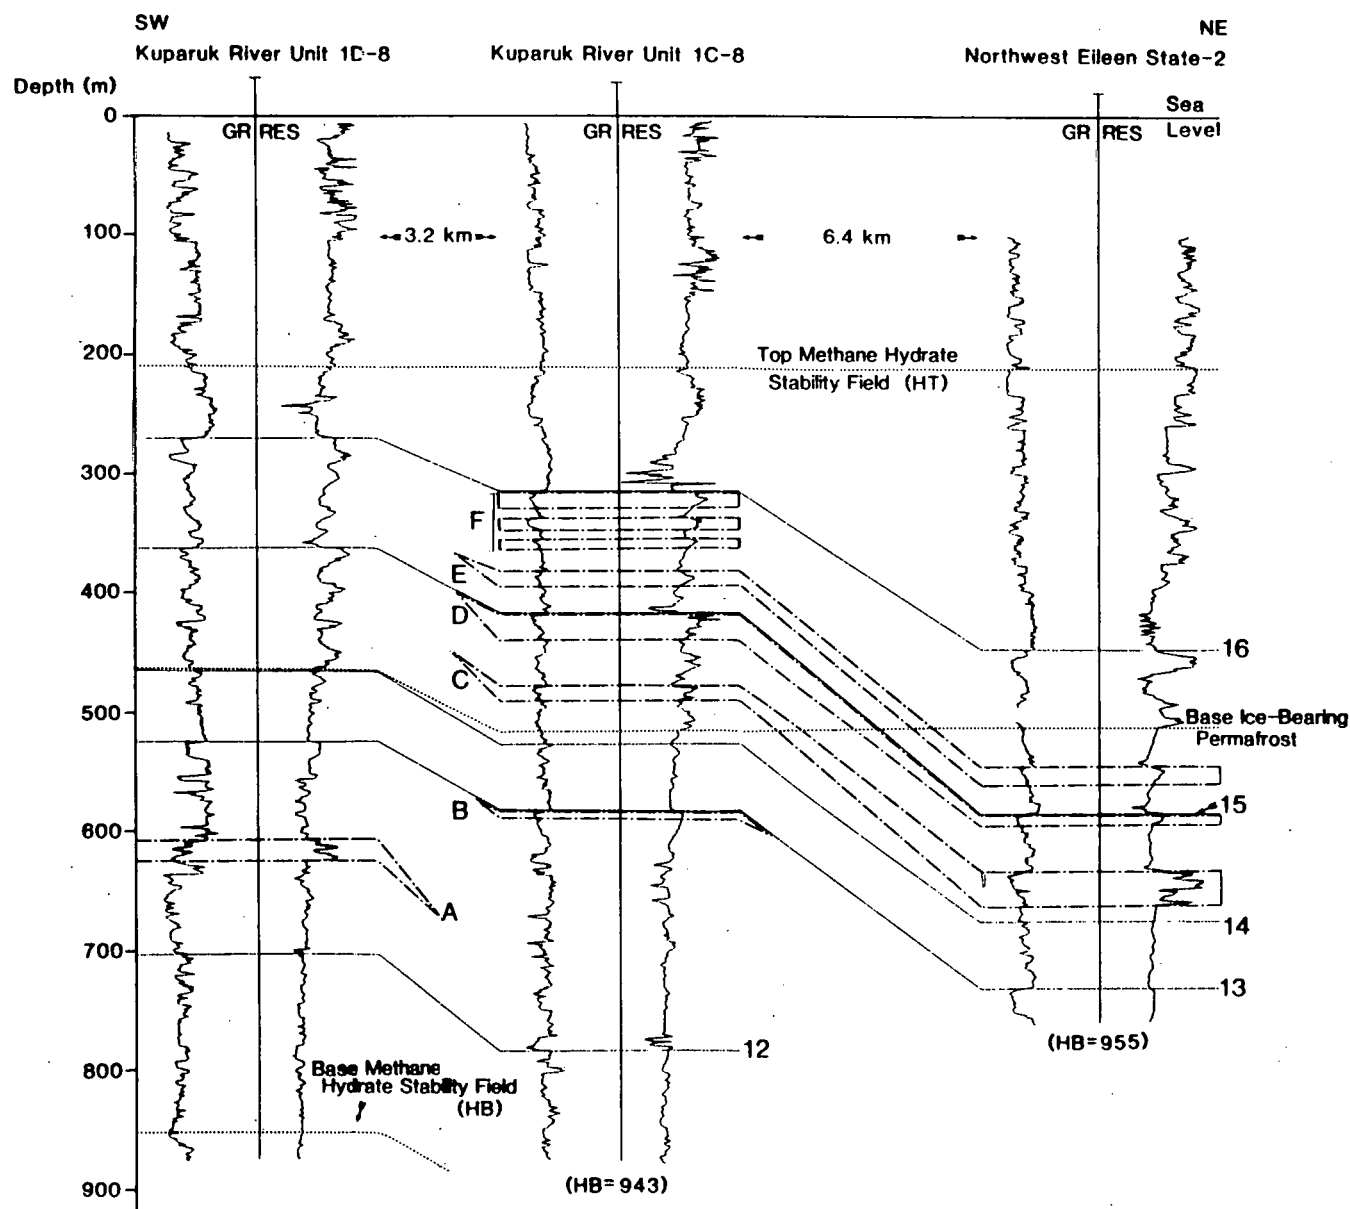 SW
NE
Kuparuk River Unit 1D-8
Kuparuk River Unit 1C-8
Northwest Eileen State-2
Depth (m)
Sea
Level
0
GR RES
GR RES
GR RES
100
3.2 km
6.4 km
200
Top Methane Hydrate
Stability Field (HT)
300
F
E
400
D
16
C
500
Base Ice-Bearing
Permafrost
B
15
600
A
14
700
13
12
(HB=955)
800
Base Methane
Hydrate Stability Field
(HB)
900
(HB=943)